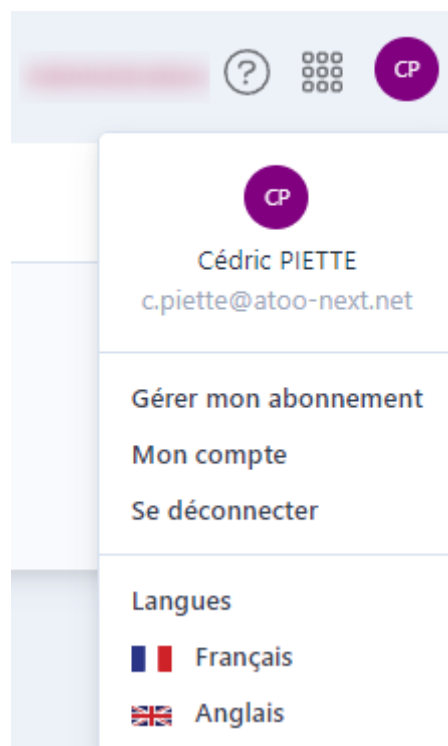 CP
CP
Cédric PIETTE
c.piette@atoo-next.net
Gérer mon abonnement
Mon compte
Se déconnecter
Langues
Français
Anglais